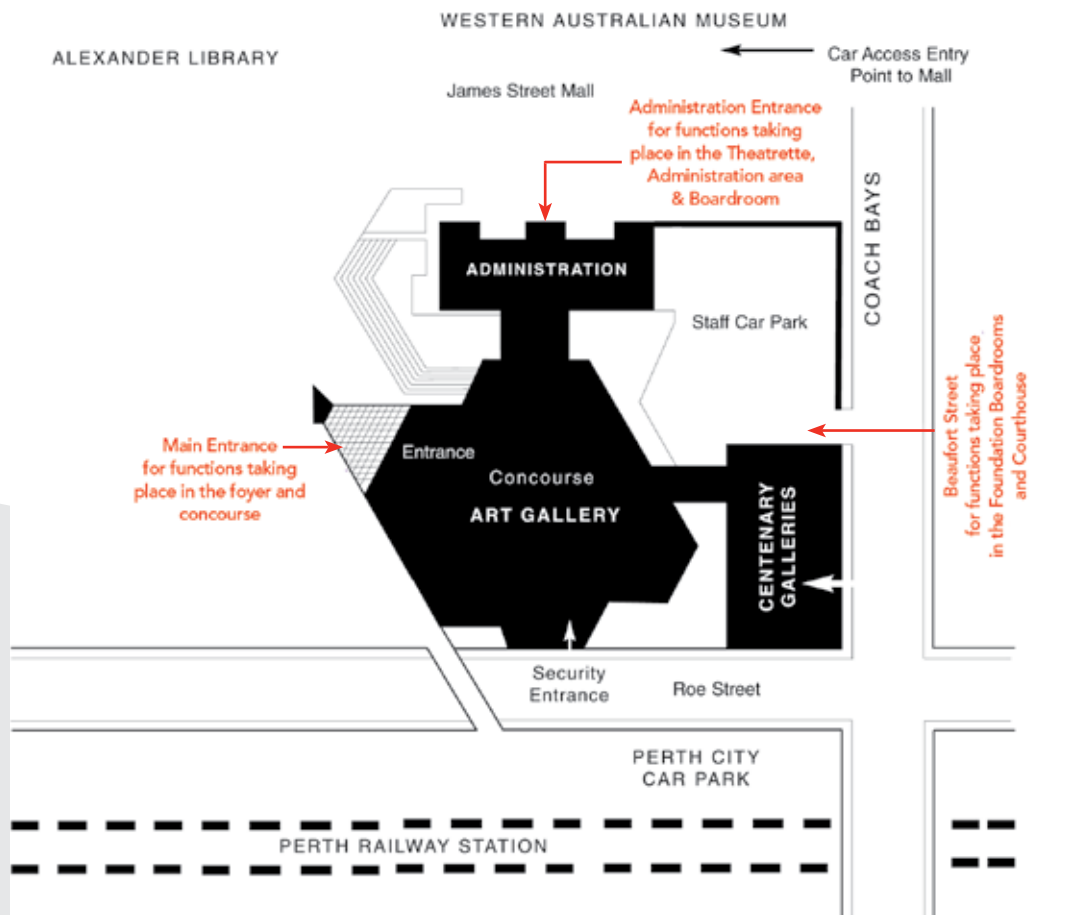 WESTERN AUSTRALIAN MUSEUM
ALEXANDER LIBRARY
Car Access Entry
Point to Mall
James Street Mall
Administration Entrance
for functions taking
place in the Theatrette,
Administration area
& Boardroom
COACH BAYS
ADMINISTRATION
Staff Car Park
Beaufort Street
for functions taking place
in the Foundation Boardrooms
and Courthouse
Main Entrance
for functions taking
place in the foyer and
concourse
Entrance
Concourse
ART GALLERY
CENTENARY
GALLERIES
Security
Entrance
Roe Street
PERTH CITY
CAR PARK
PERTH RAILWAY STATION